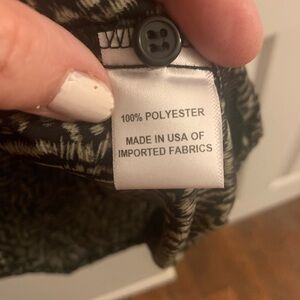 100% POLYESTER
MADE IN USA OF
IMPORTED FABRICS